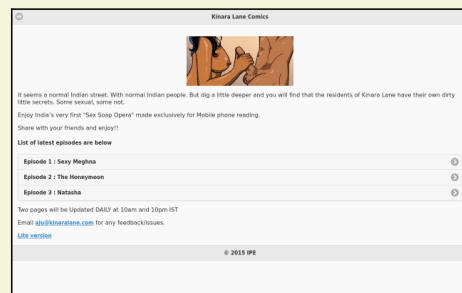 Kinara Lane Comics
It seems a normal Indian street. With normal Indian people. But dig a little deeper and you will find that the residents of Kinara Lane have their own dirty
little secrets. Some sexual, some not.
Enjoy India's very first "Sex Soap Opera" made exclusively for Mobile phone reading.
Share with your friends and enjoy!!
List of latest episodes are below
Episode 1 : Sexy Meghna
Episode 2 : The Honeymoon
Episode 3 : Natasha
Two pages will be Updated DAILY at 10am and 10pm IST
Email aju@kinaralane.com for any feedback/issues.
Lite version
© 2015 IPE